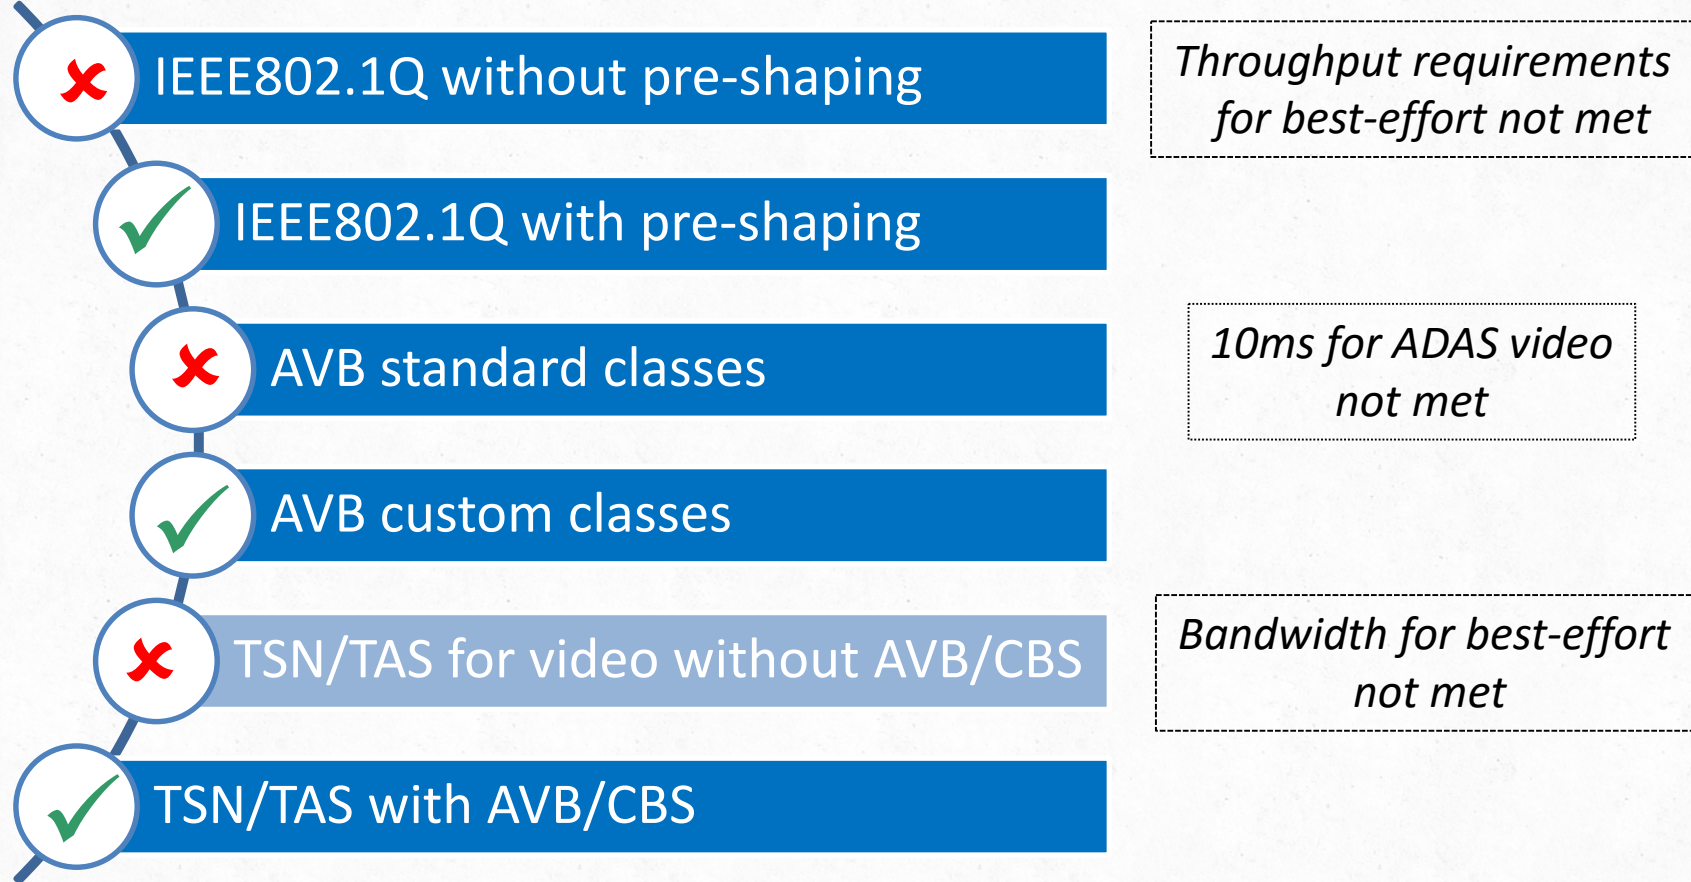 IEEE802.1Q without pre-shaping
Throughput requirements
for best-effort not met
IEEE802.1Q with pre-shaping
AVB standard classes
10ms for ADAS video
not met
AVB custom classes
TSN/TAS for video without AVB/CBS
Bandwidth for best-effort
not met
TSN/TAS with AVB/CBS